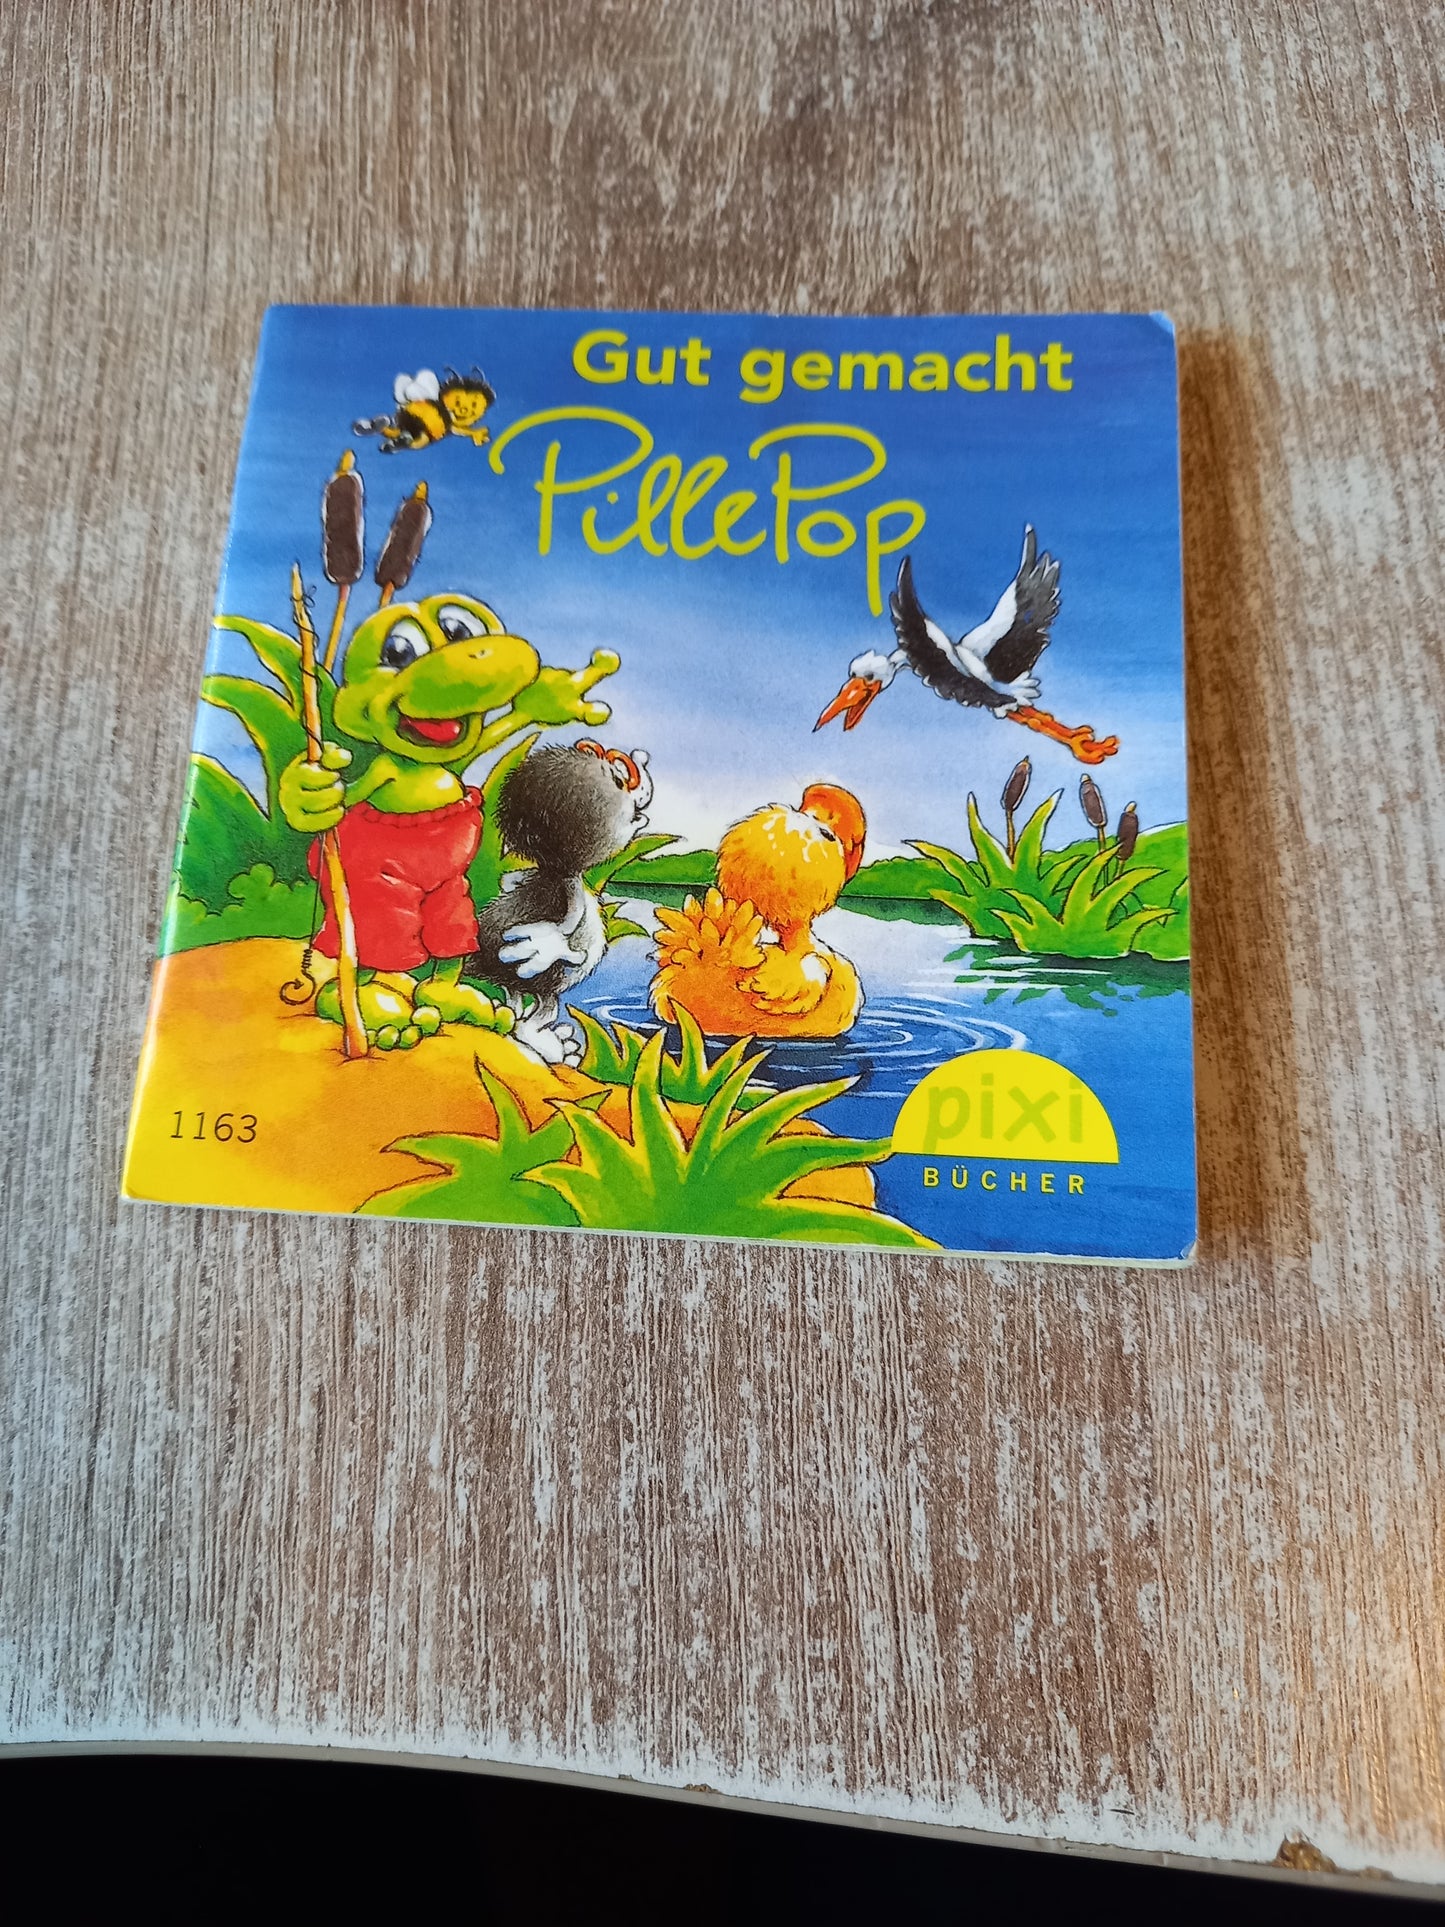 Gut gemacht
PillePop
1163
pixi
BÜCHER